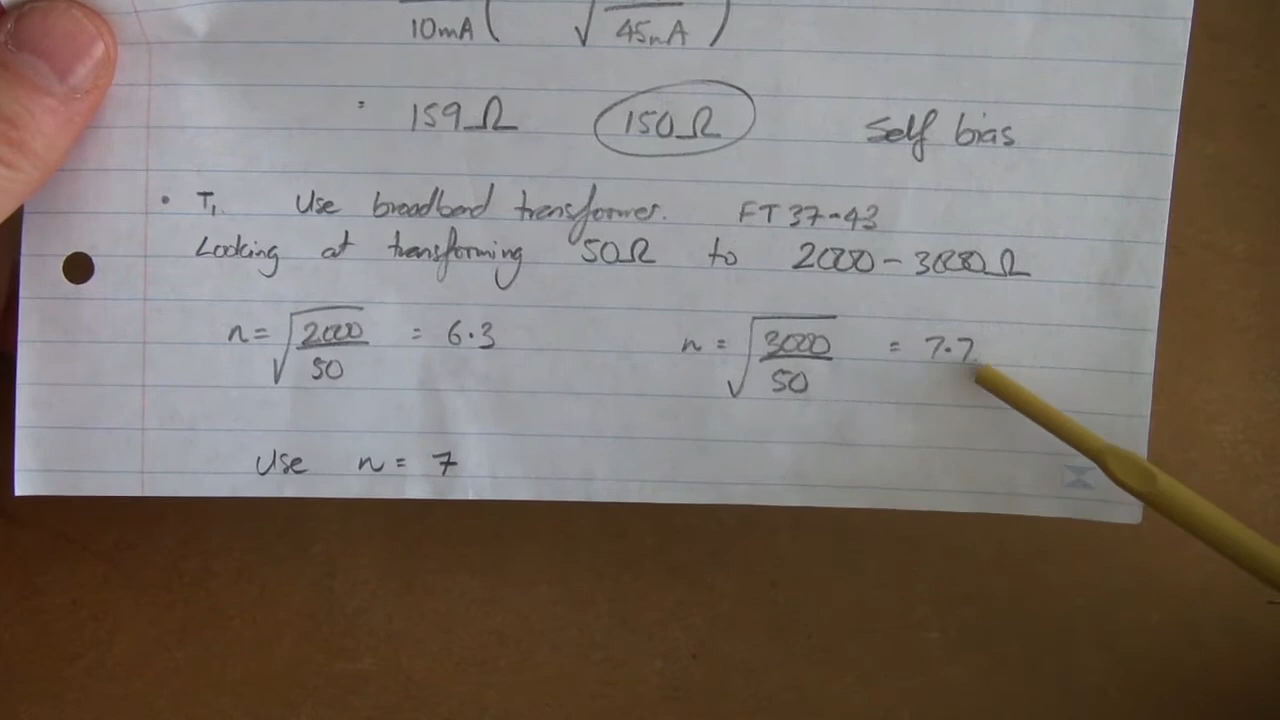 10mA ( √ 45nA )
= 159Ω 150Ω Self bias
• T1. Use broadband transformer. FT37-43
Looking at transforming 50Ω to 2000-3000Ω
n = √2000/50 = 6.3 n = √3000/50 = 7.7
Use n = 7